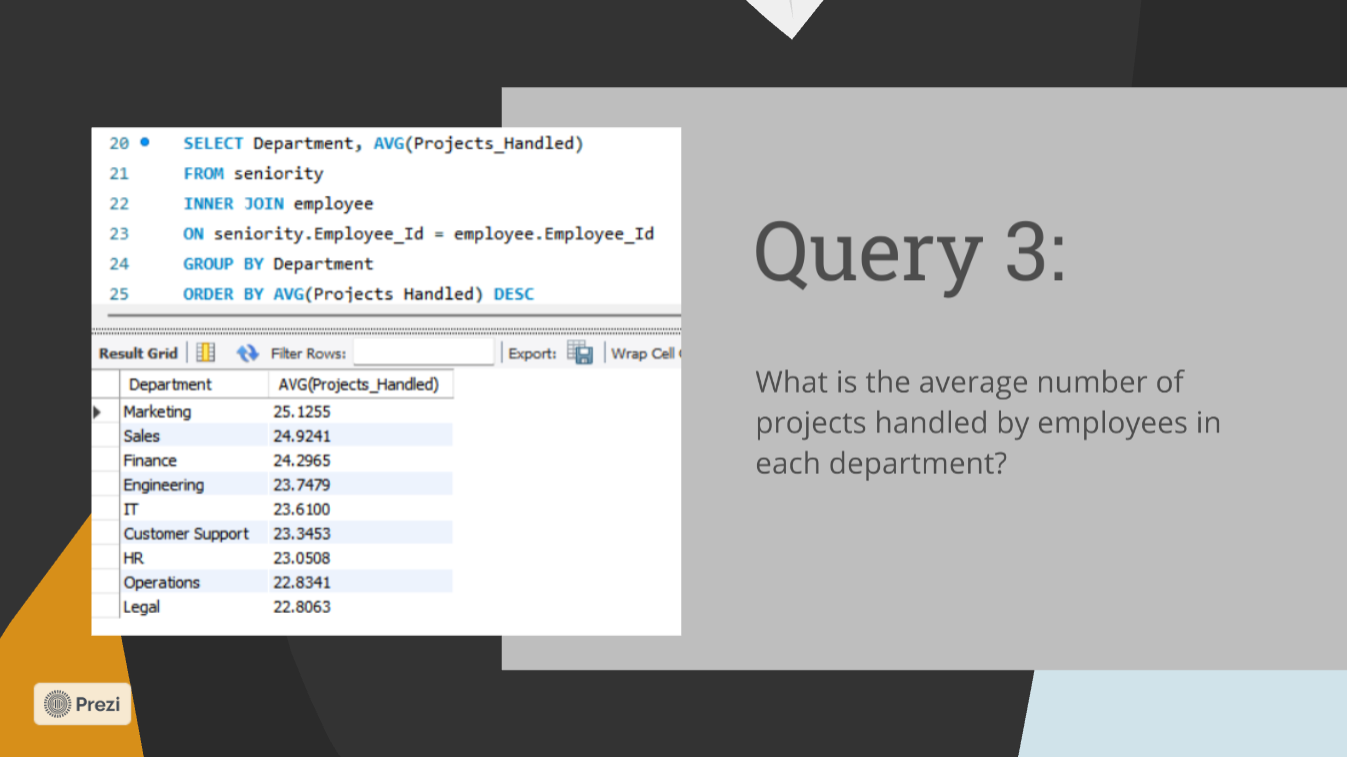 20 SELECT Department, AVG(Projects_Handled)
21 FROM seniority
22 INNER JOIN employee
23 ON seniority.Employee_Id = employee.Employee_Id
24 GROUP BY Department
25 ORDER BY AVG(Projects Handled) DESC
Result Grid Filter Rows: Export: Wrap Cell
Department AVG(Projects_Handled)
Marketing 25.1255
Sales 24.9241
Finance 24.2965
Engineering 23.7479
IT 23.6100
Customer Support 23.3453
HR 23.0508
Operations 22.8341
Legal 22.8063
Query 3:
What is the average number of
projects handled by employees in
each department?
Prezi